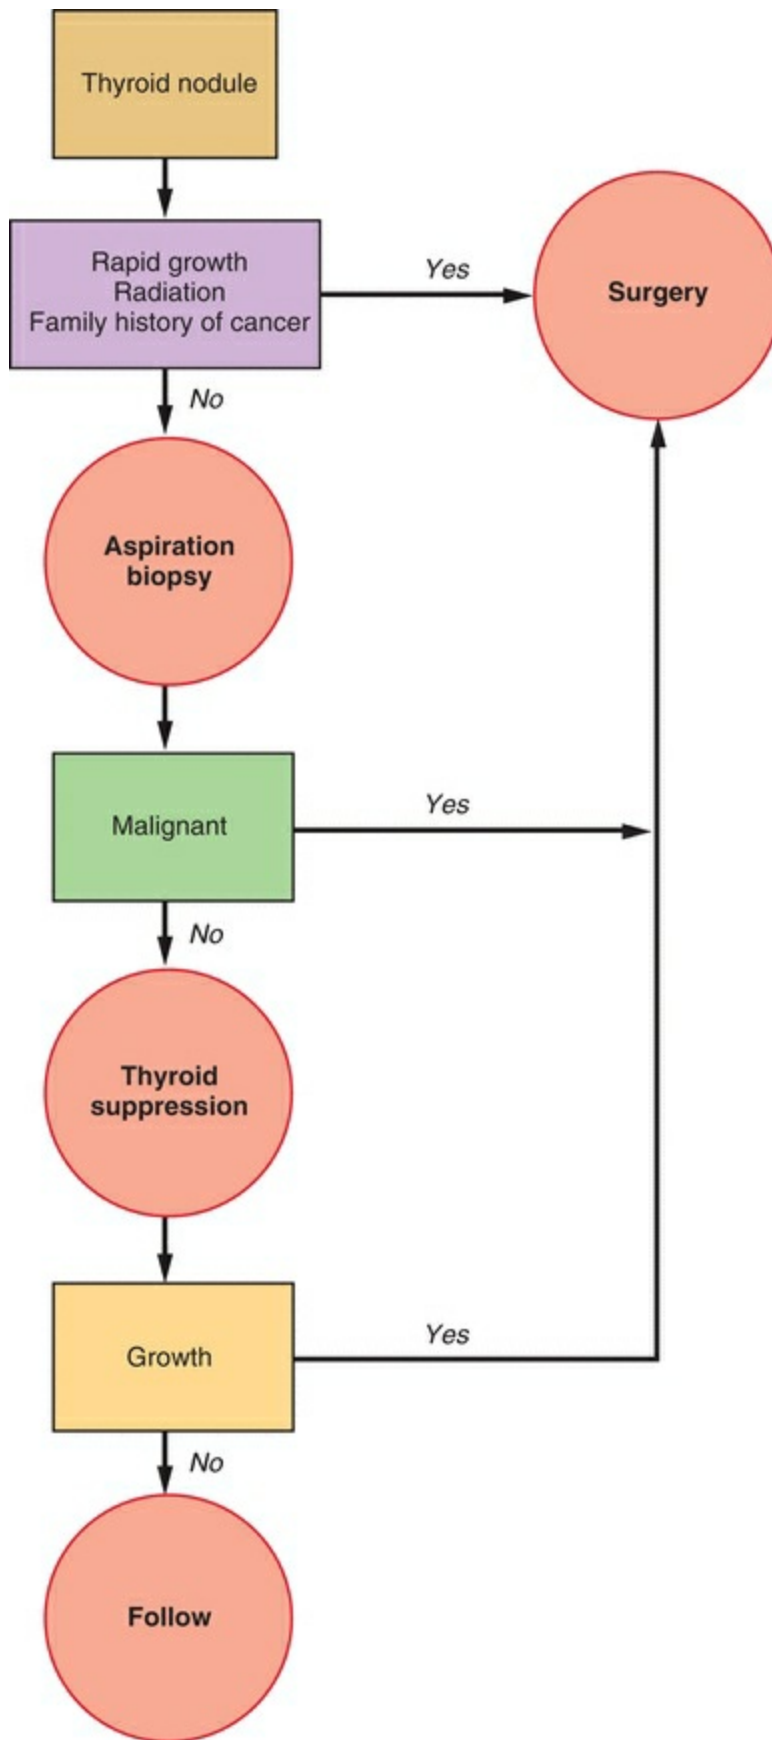 Thyroid nodule
Rapid growth
Radiation
Family history of cancer
Yes
Surgery
No
Aspiration
biopsy
Malignant
Yes
No
Thyroid
suppression
Growth
Yes
No
Follow